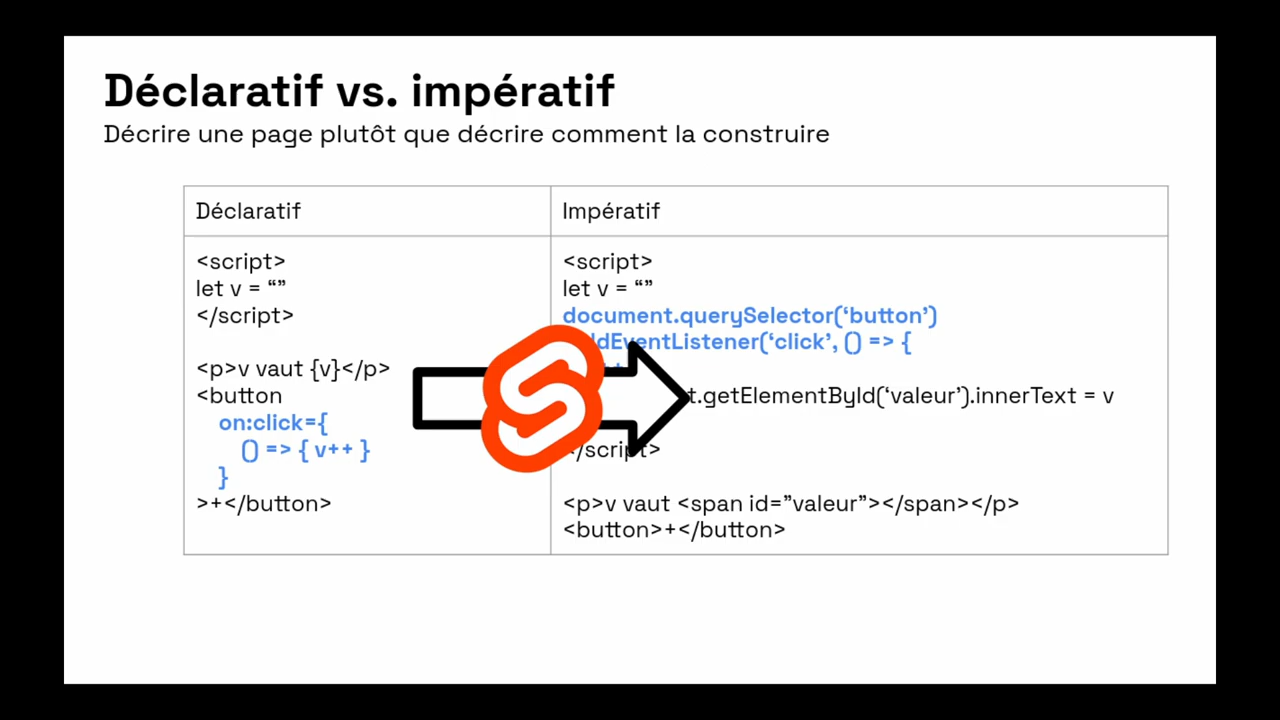 Déclaratif vs. impératif
Décrire une page plutôt que décrire comment la construire
Déclaratif
<script>
let v = “”
</script>
<p>v vaut {v}</p>
<button
on:click={
() => { v++ }
}
>+</button>
Impératif
<script>
let v = “”
document.querySelector(‘button’)
ddEventListener(‘click’, () => {
t.getElementById(‘valeur’).innerText = v
/script>
<p>v vaut <span id=”valeur”></span></p>
<button>+</button>